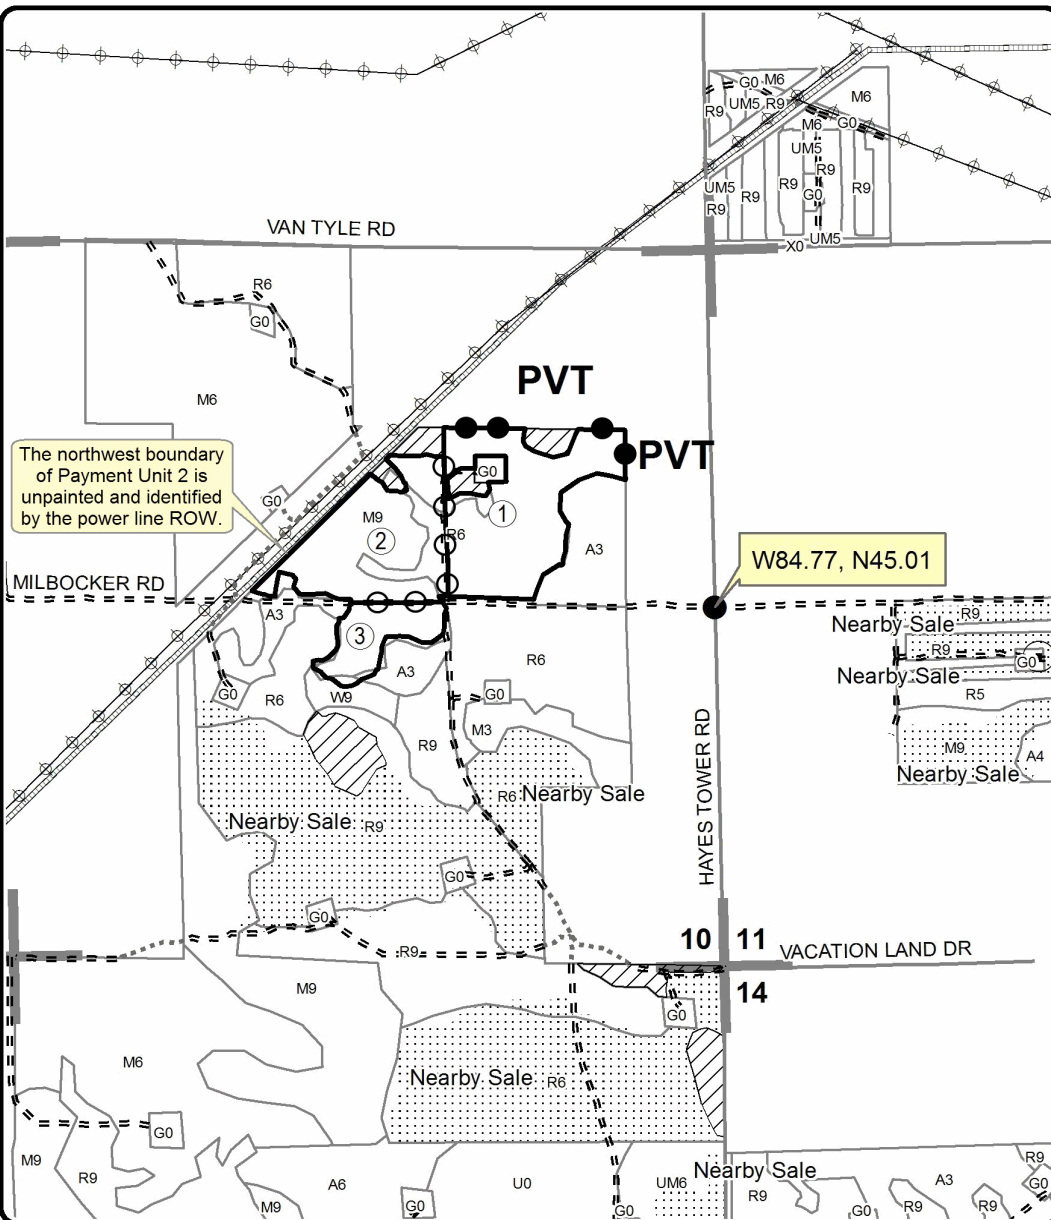 G0
M6
UM5
R9
M6
R9
M6
G0
UM5
R9
R9
R9
UM5
R9
G0
R9
UM5
X0
VAN TYLE RD
R6
G0
M6
PVT
PVT
The northwest boundary
of Payment Unit 2 is
unpainted and identified
by the power line ROW.
G0
G0
M9
2
1
R6
A3
W84.77, N45.01
MILBOCKER RD
A3
3
Nearby Sale
R9
R9
G0
Nearby Sale
R6
R5
A3
G0
R6
W9
G0
M3
R9
M9
A4
Nearby Sale
HAYES TOWER RD
R6
Nearby Sale
Nearby Sale
R9
G0
G0
R9
10
11
VACATION LAND DR
14
M9
G0
M6
Nearby Sale
R6
G0
M9
R9
A6
U0
UM6
Nearby Sale
R9
A3
R9
G0
M9
G0
G0
R9
G0
R9
R9